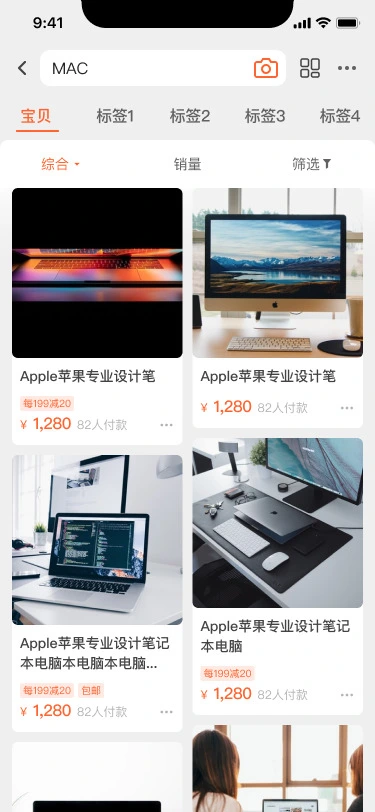 9:41
MAC
宝贝 标签1 标签2 标签3 标签4
综合 销量 筛选
Apple苹果专业设计笔
每199减20
¥ 1,280 82人付款
Apple苹果专业设计笔
¥ 1,280 82人付款
Apple苹果专业设计笔记
本电脑本电脑本电脑...
每199减20 包邮
¥ 1,280 82人付款
Apple苹果专业设计笔记
本电脑
每199减20
¥ 1,280 82人付款